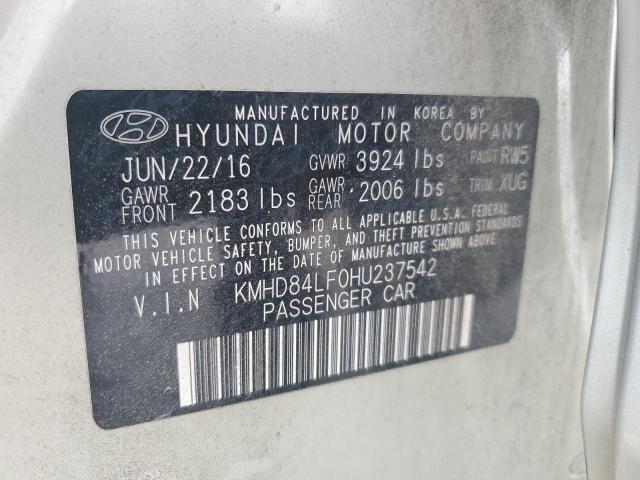 MANUFACTURED IN KOREA BY
HYUNDAI MOTOR COMPANY
JUN/22/16 GVWR 3924 lbs PAINT RW5
GAWR FRONT 2183 lbs GAWR REAR 2006 lbs TRIM XUG
THIS VEHICLE CONFORMS TO ALL APPLICABLE U.S.A. FEDERAL
MOTOR VEHICLE SAFETY, BUMPER, AND THEFT PREVENTION STANDARDS
IN EFFECT ON THE DATE OF MANUFACTURE SHOWN ABOVE.
V.I.N KMHD84LF0HU237542
PASSENGER CAR